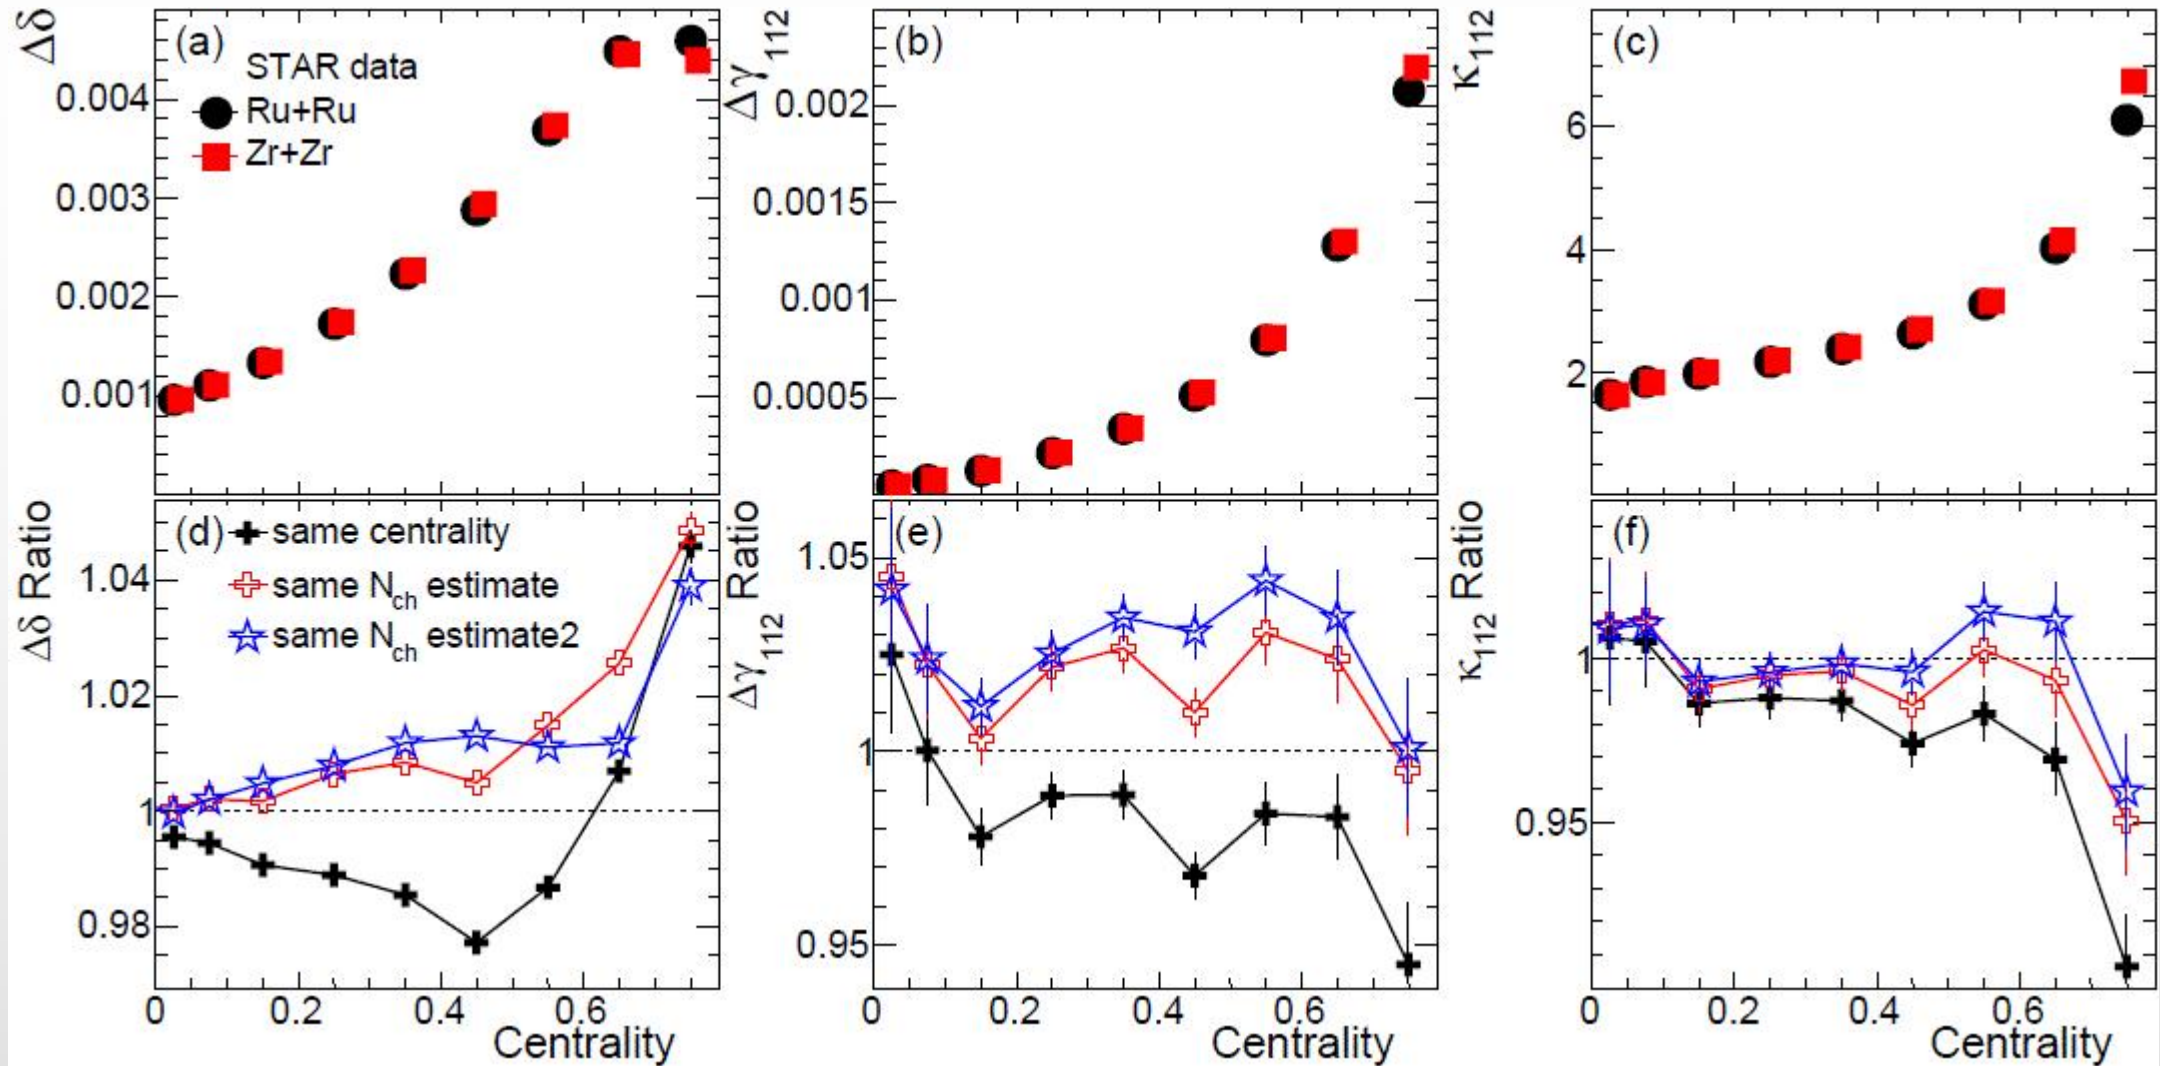 (a)
STAR data
Ru+Ru
Zr+Zr
Δδ
0.004
0.003
0.002
0.001
(b)
Δγ112
0.002
0.0015
0.001
0.0005
(c)
κ112
6
4
2
(d)
same centrality
same Nch estimate
same Nch estimate2
Δδ Ratio
1.04
1.02
1
0.98
0
0.2
0.4
0.6
Centrality
(e)
Δγ112 Ratio
1.05
1
0.95
0
0.2
0.4
0.6
Centrality
(f)
κ112 Ratio
1
0.95
0
0.2
0.4
0.6
Centrality